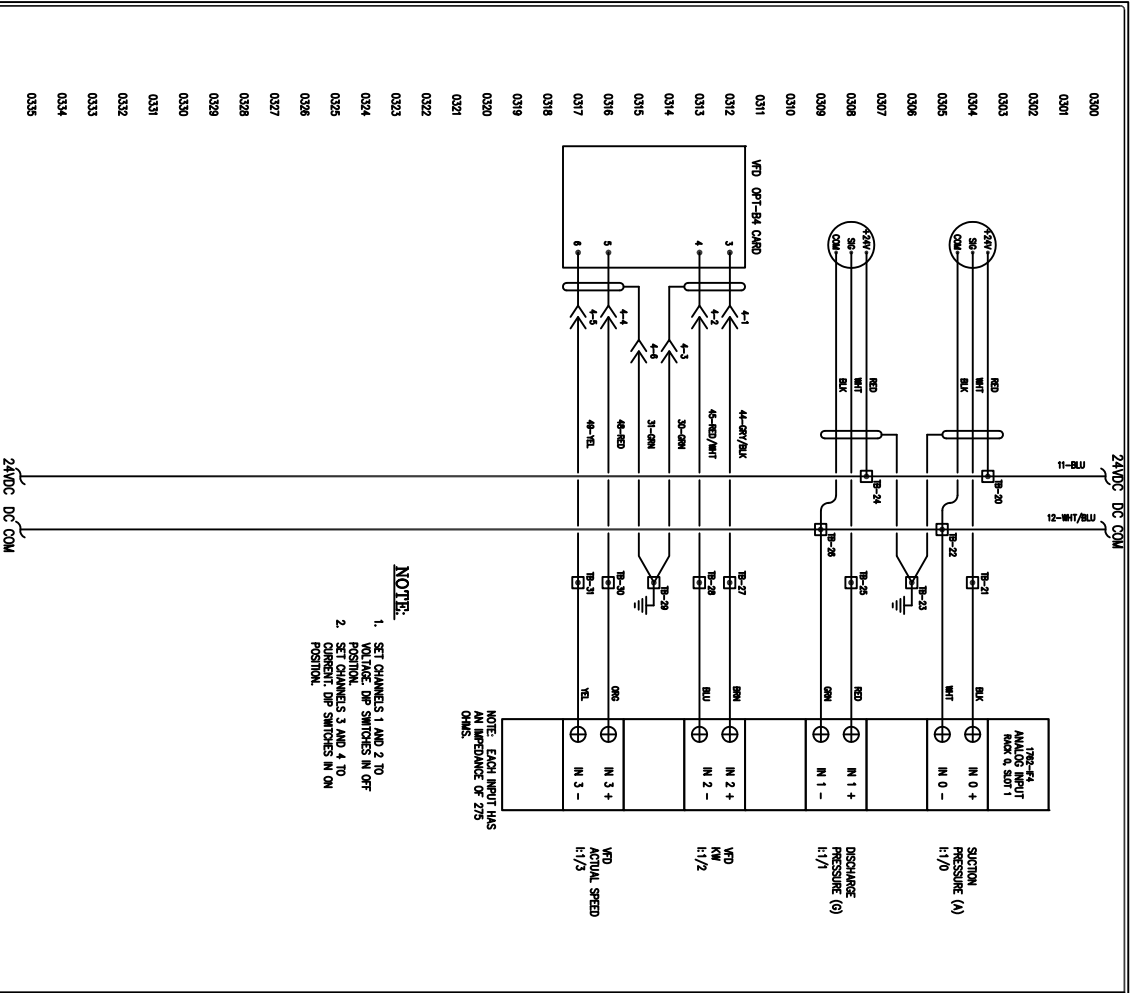 24VDC DC COM
11-BLU
12-WHT/BLU
0300
0301
0302
0303
0304
0305
0306
0307
0308
0309
0310
0311
0312
0313
0314
0315
0316
0317
0318
0319
0320
0321
0322
0323
0324
0325
0326
0327
0328
0329
0330
0331
0332
0333
0334
0335
+24V
SIG
COM
RED
WHT
BLK
TB-20
TB-21
TB-22
TB-23
BLK
WHT
1762-IF4
ANALOG INPUT
RACK 0, SLOT 1
IN 0 +
IN 0 -
SUCTION
PRESSURE (A)
I:1/0
+24V
SIG
COM
RED
WHT
BLK
TB-24
TB-25
TB-26
RED
GRN
IN 1 +
IN 1 -
DISCHARGE
PRESSURE (G)
I:1/1
VFD OPT-B4 CARD
3
4
5
6
4-1
4-2
4-3
4-6
4-4
4-5
44-GRY/BLK
45-RED/WHT
30-GRN
31-GRN
48-RED
49-YEL
TB-27
TB-28
TB-29
TB-30
TB-31
BRN
BLU
ORG
YEL
IN 2 +
IN 2 -
IN 3 +
IN 3 -
VFD
KW
I:1/2
VFD
ACTUAL SPEED
I:1/3
NOTE: EACH INPUT HAS
AN IMPEDANCE OF 275
OHMS.
NOTE:
1. SET CHANNELS 1 AND 2 TO
VOLTAGE. DIP SWITCHES IN OFF
POSITION.
2. SET CHANNELS 3 AND 4 TO
CURRENT. DIP SWITCHES IN ON
POSITION.
24VDC DC COM